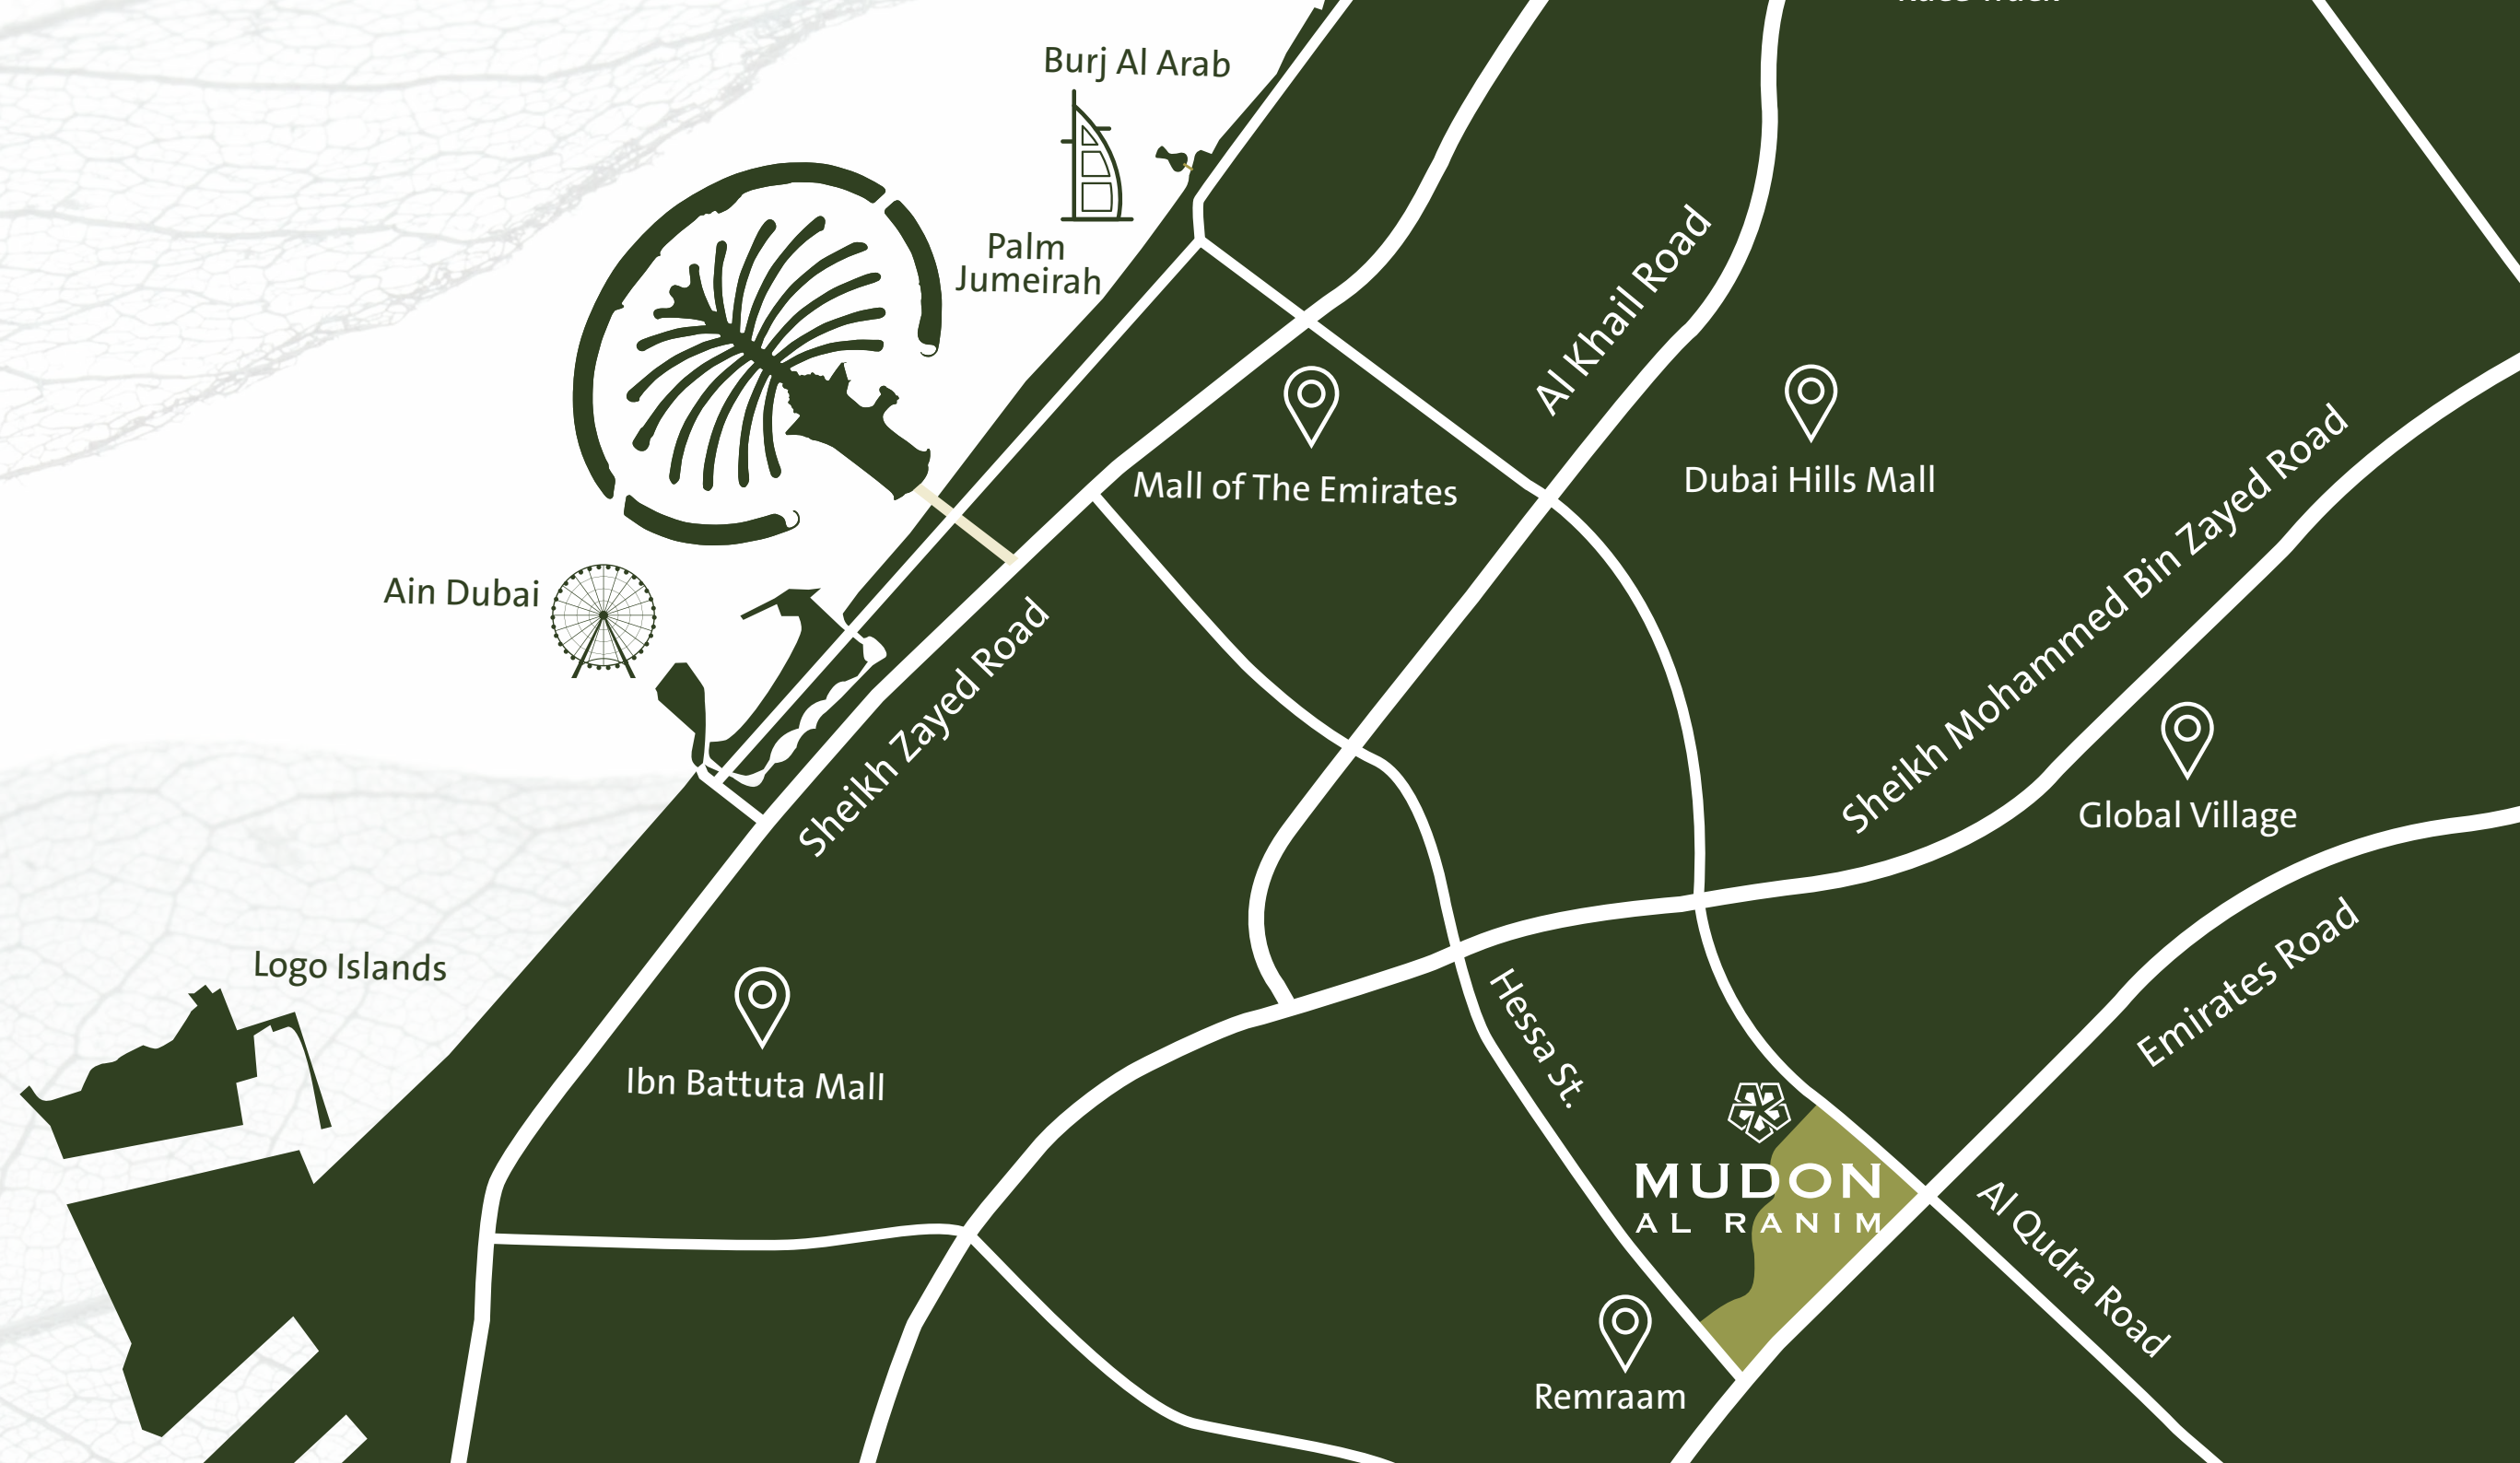 Burj Al Arab
Palm
Jumeirah
Al Khail Road
Mall of The Emirates
Dubai Hills Mall
Ain Dubai
Sheikh Zayed Road
Sheikh Mohammed Bin Zayed Road
Global Village
Logo Islands
Ibn Battuta Mall
Hessa St.
Emirates Road
MUDON
AL RANIM
Al Qudra Road
Remraam